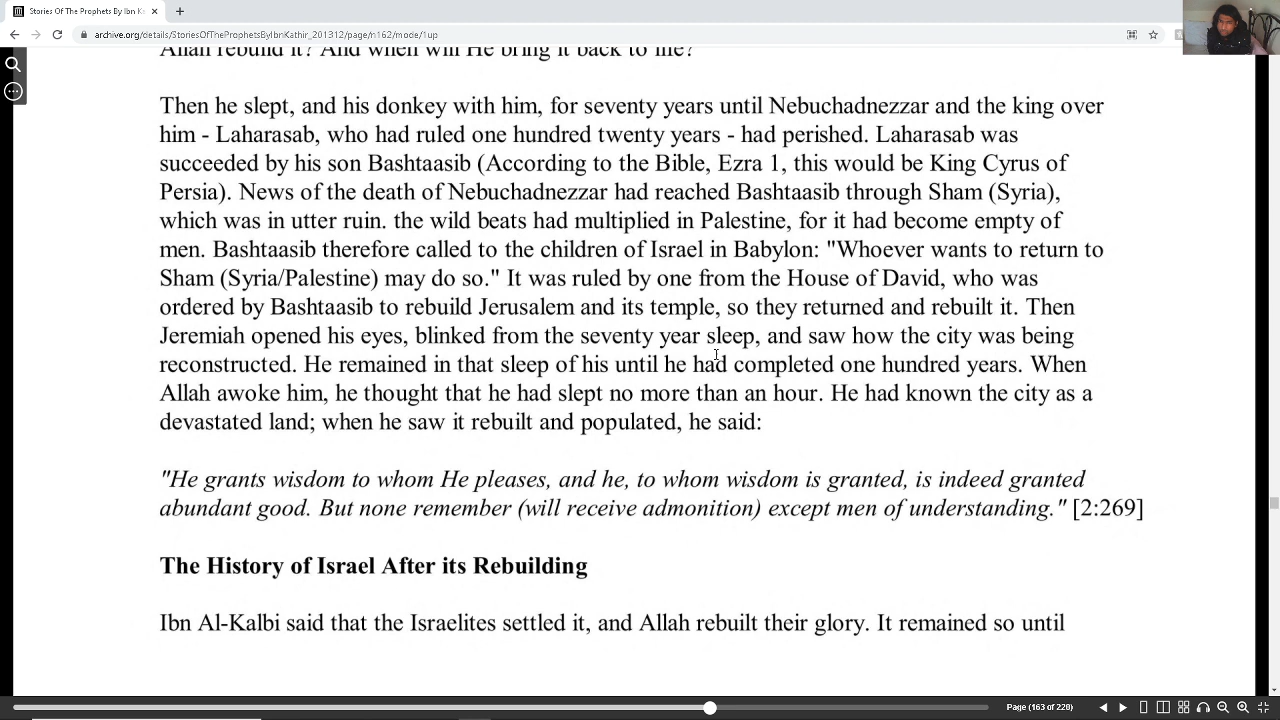 Stories Of The Prophets By Ibn K
archive.org/details/StoriesOfTheProphetsByIbnKathir_201312/page/n162/mode/1up
Allah rebuild it? And when will He bring it back to life?
Then he slept, and his donkey with him, for seventy years until Nebuchadnezzar and the king over
him - Laharasab, who had ruled one hundred twenty years - had perished. Laharasab was
succeeded by his son Bashtaasib (According to the Bible, Ezra 1, this would be King Cyrus of
Persia). News of the death of Nebuchadnezzar had reached Bashtaasib through Sham (Syria),
which was in utter ruin. the wild beats had multiplied in Palestine, for it had become empty of
men. Bashtaasib therefore called to the children of Israel in Babylon: "Whoever wants to return to
Sham (Syria/Palestine) may do so." It was ruled by one from the House of David, who was
ordered by Bashtaasib to rebuild Jerusalem and its temple, so they returned and rebuilt it. Then
Jeremiah opened his eyes, blinked from the seventy year sleep, and saw how the city was being
reconstructed. He remained in that sleep of his until he had completed one hundred years. When
Allah awoke him, he thought that he had slept no more than an hour. He had known the city as a
devastated land; when he saw it rebuilt and populated, he said:
"He grants wisdom to whom He pleases, and he, to whom wisdom is granted, is indeed granted
abundant good. But none remember (will receive admonition) except men of understanding." [2:269]
The History of Israel After its Rebuilding
Ibn Al-Kalbi said that the Israelites settled it, and Allah rebuilt their glory. It remained so until
Page (163 of 228)